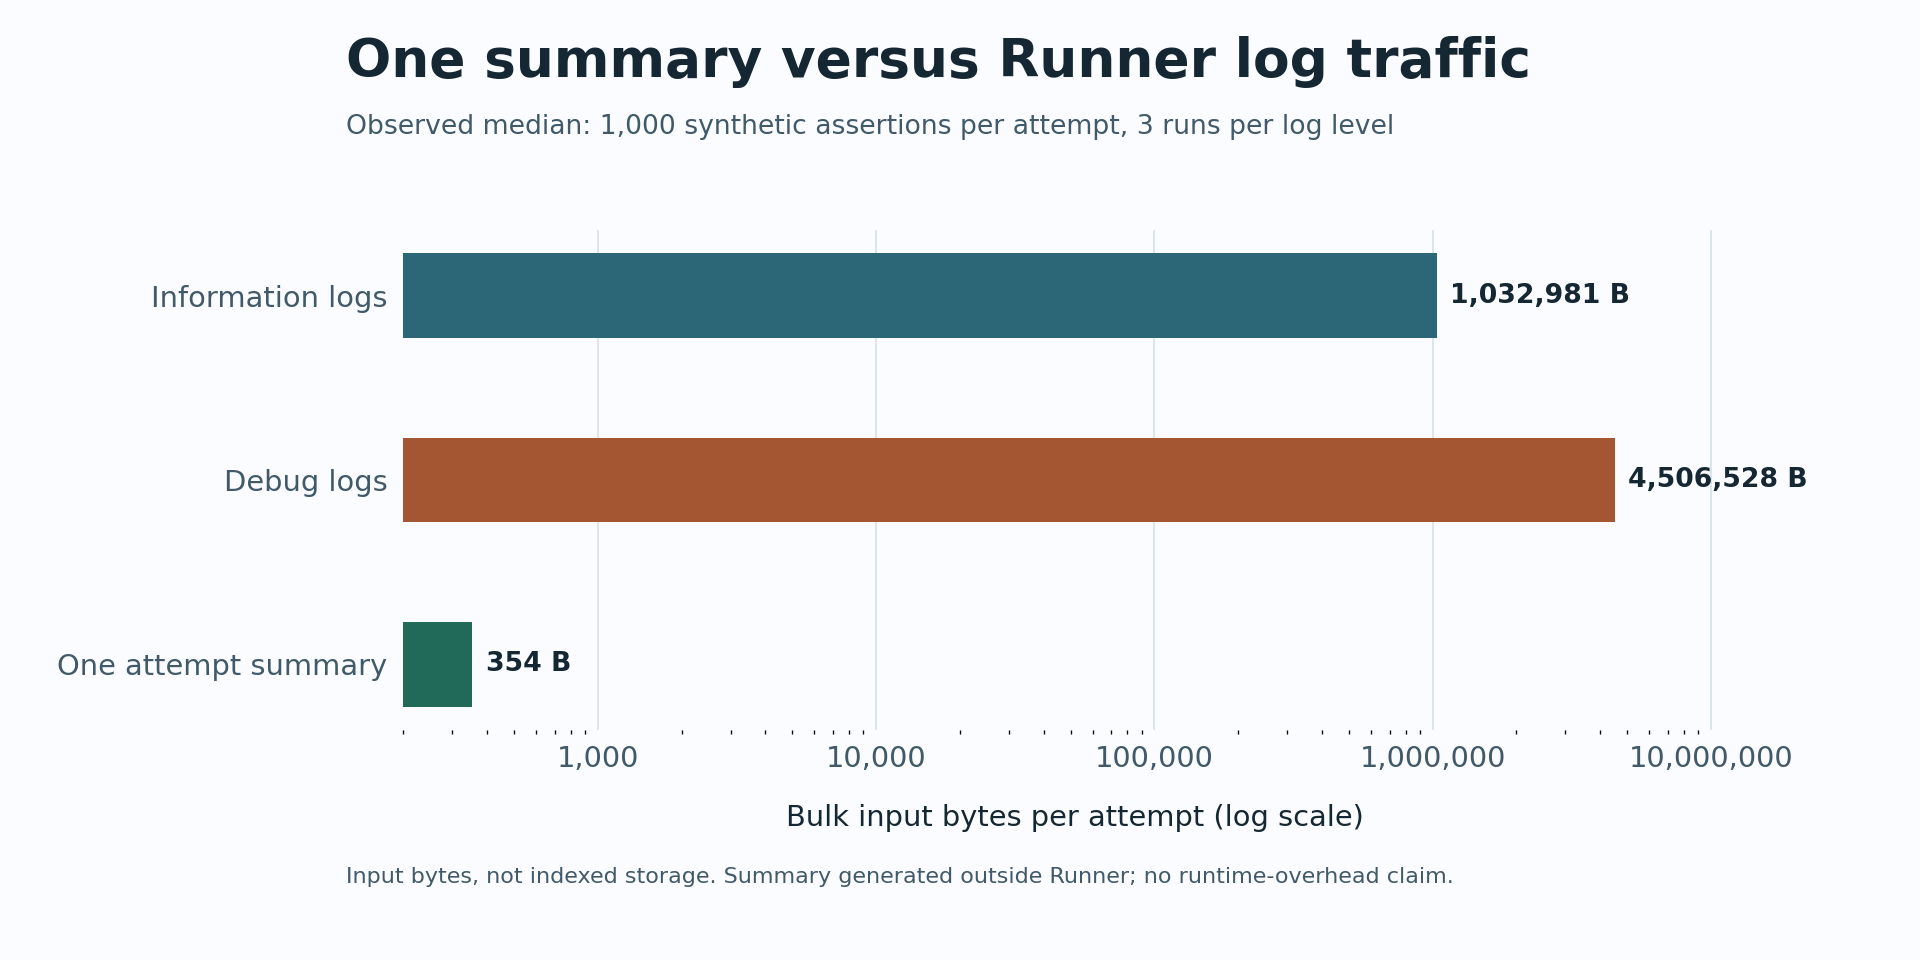 One summary versus Runner log traffic
Observed median: 1,000 synthetic assertions per attempt, 3 runs per log level
Information logs
1,032,981 B
Debug logs
4,506,528 B
One attempt summary
354 B
1,000
10,000
100,000
1,000,000
10,000,000
Bulk input bytes per attempt (log scale)
Input bytes, not indexed storage. Summary generated outside Runner; no runtime-overhead claim.